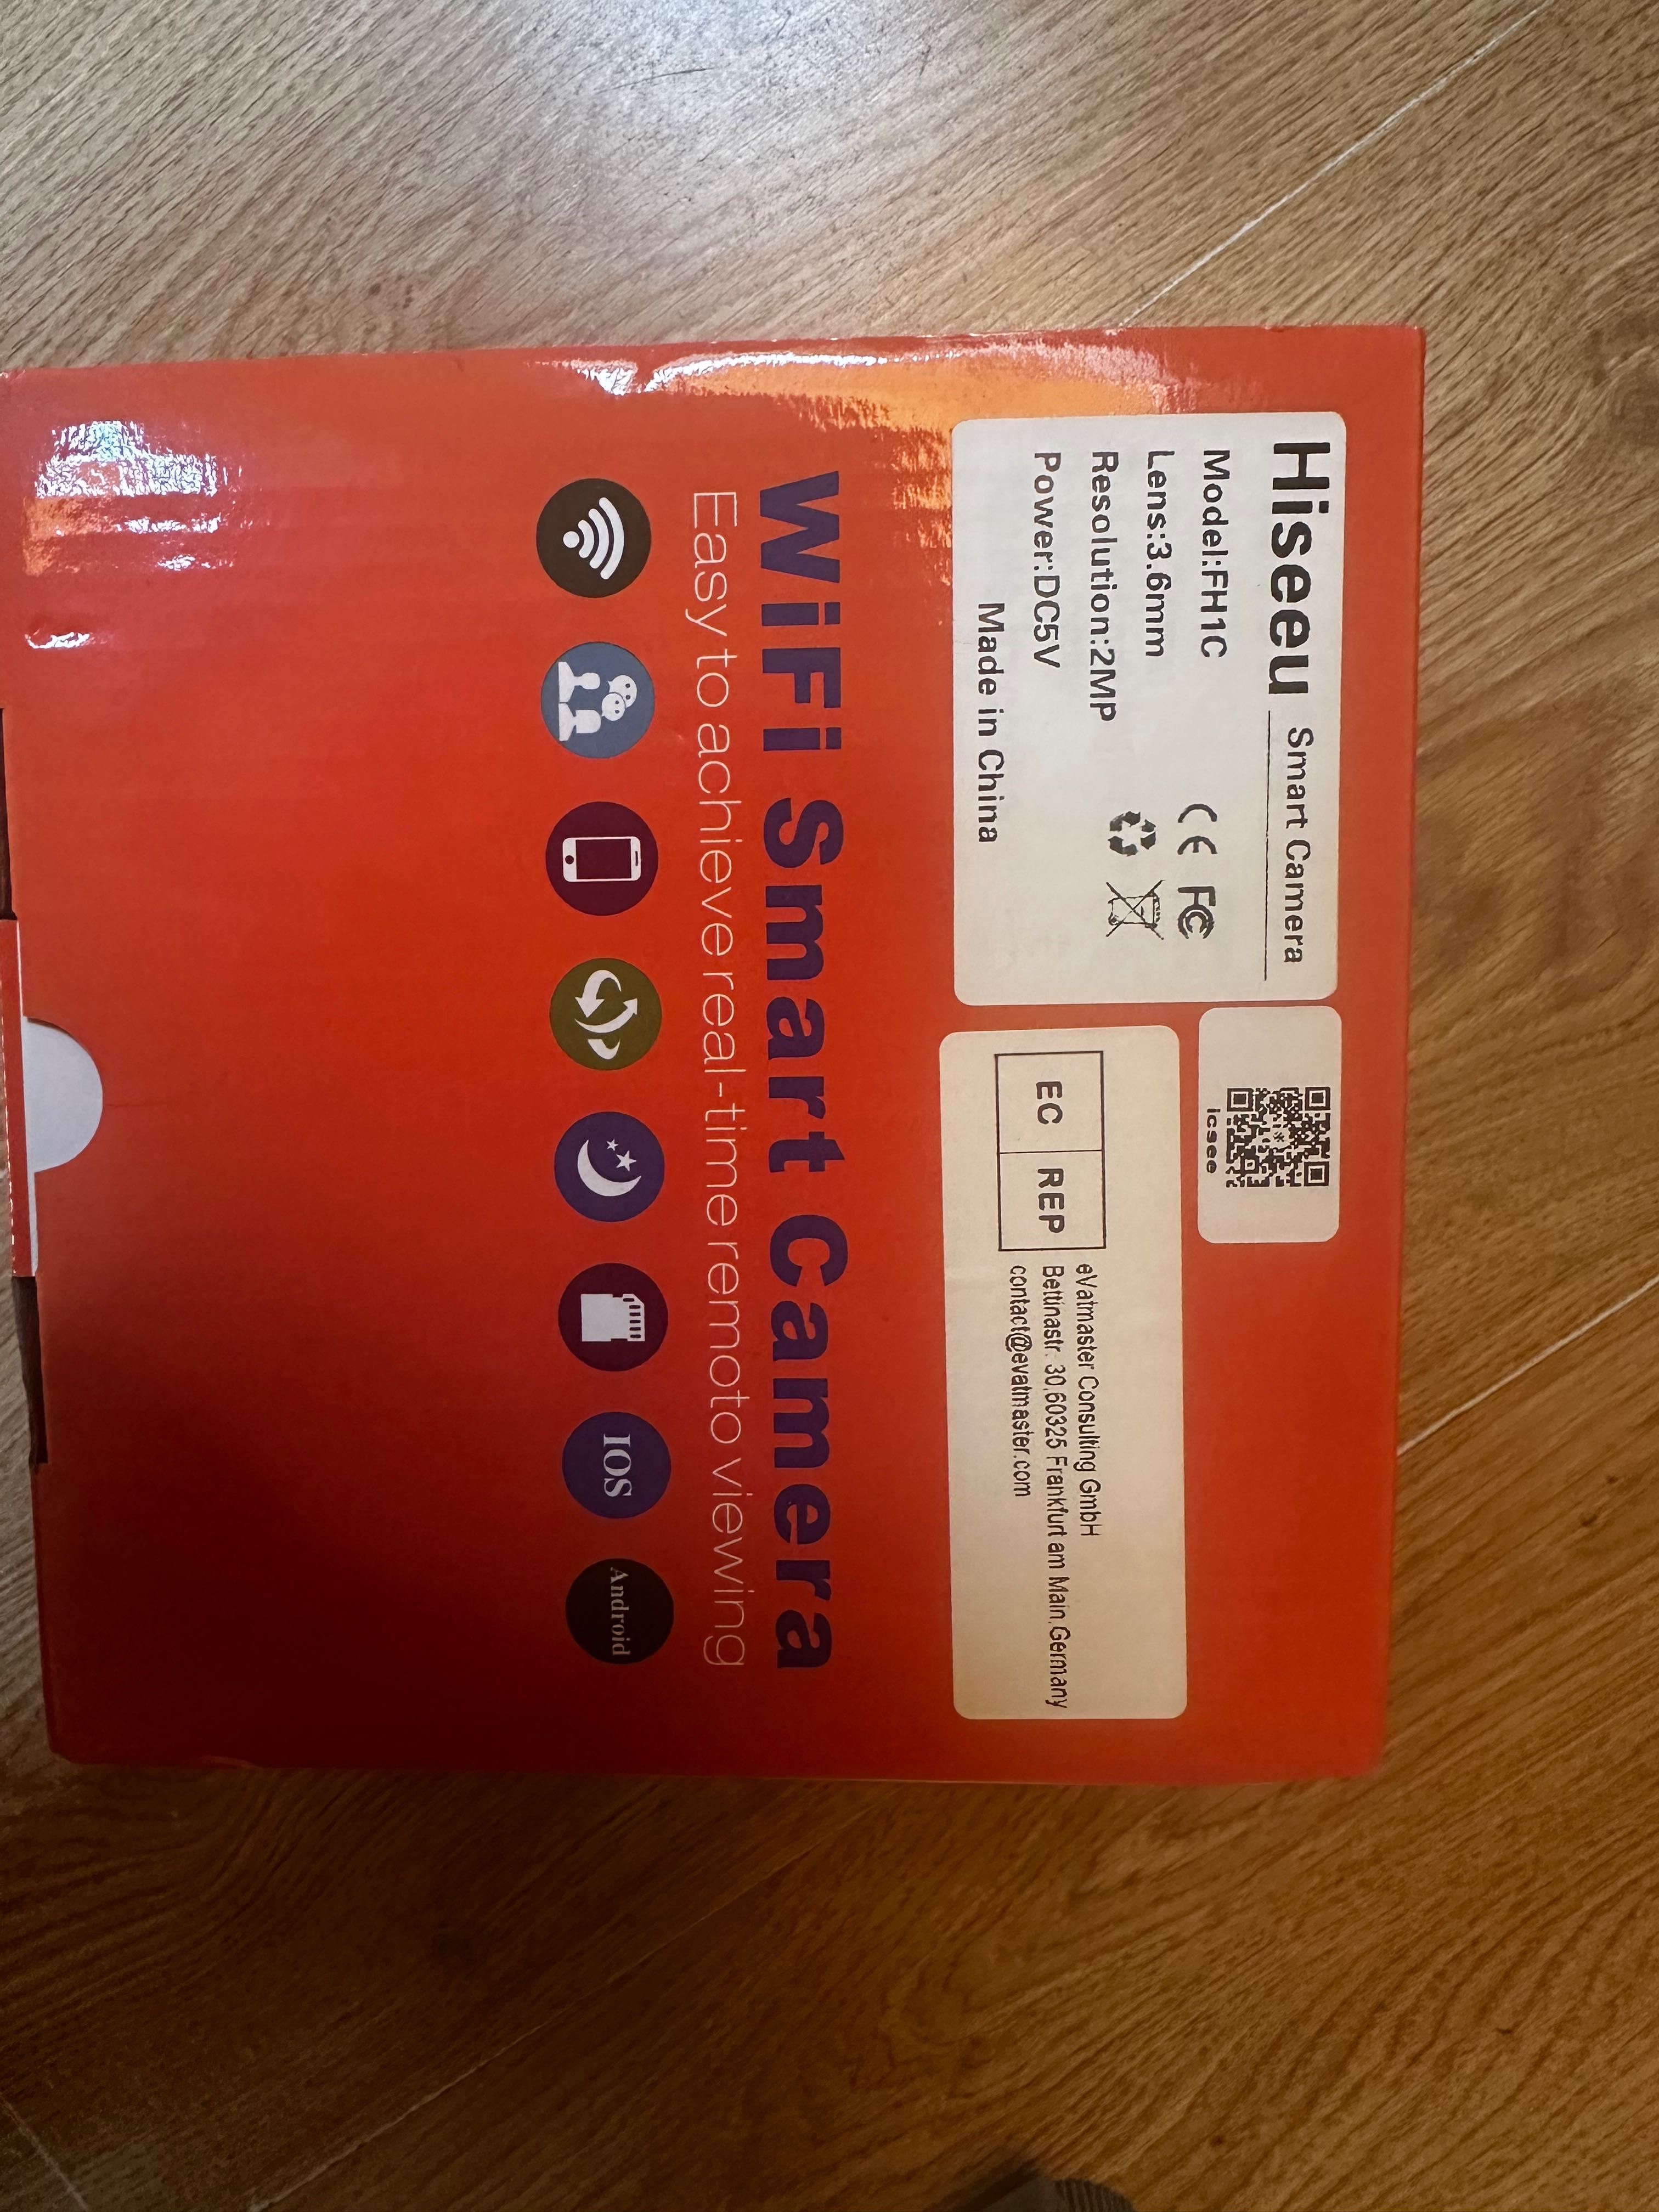 Hiseeu Smart Camera
Model:FH1C
Lens:3.6mm
Resolution:2MP
Power:DC5V
Made in China
CE FC
icsee
EC REP
eVatmaster Consulting GmbH
Bettinastr. 30,60325 Frankfurt am Main,Germany
contact@evatmaster.com
WiFi Smart Camera
Easy to achieve real-time remoto viewing
IOS
Android